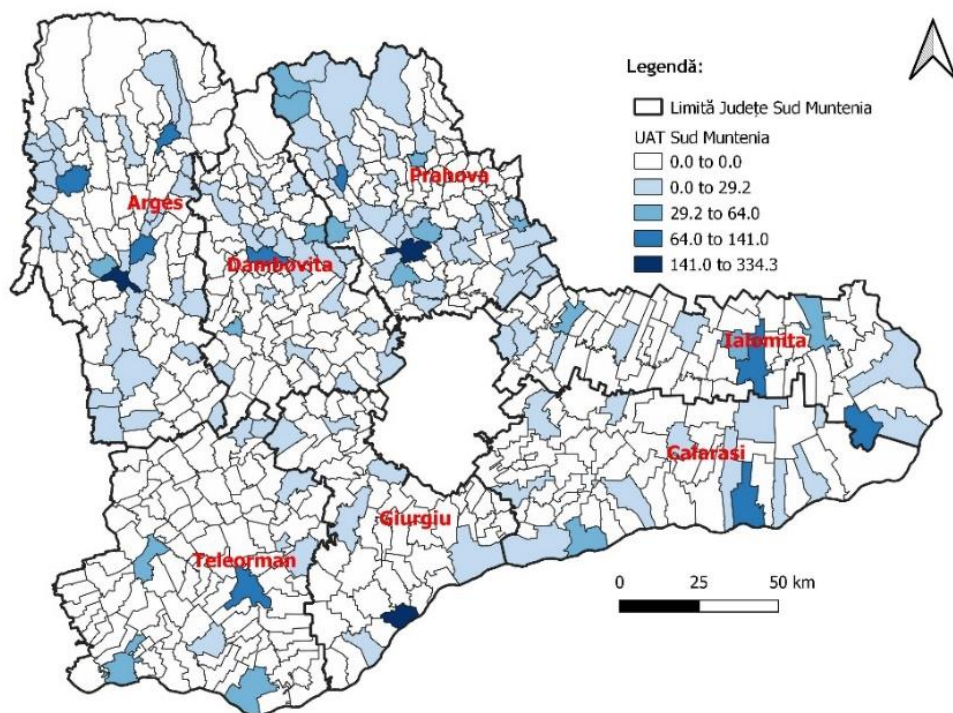 Legendă:
Limită Județe Sud Muntenia
UAT Sud Muntenia
0.0 to 0.0
0.0 to 29.2
29.2 to 64.0
64.0 to 141.0
141.0 to 334.3
Prahova
Arges
Dambovita
Ialomita
Calarasi
Giurgiu
Teleorman
0 25 50 km